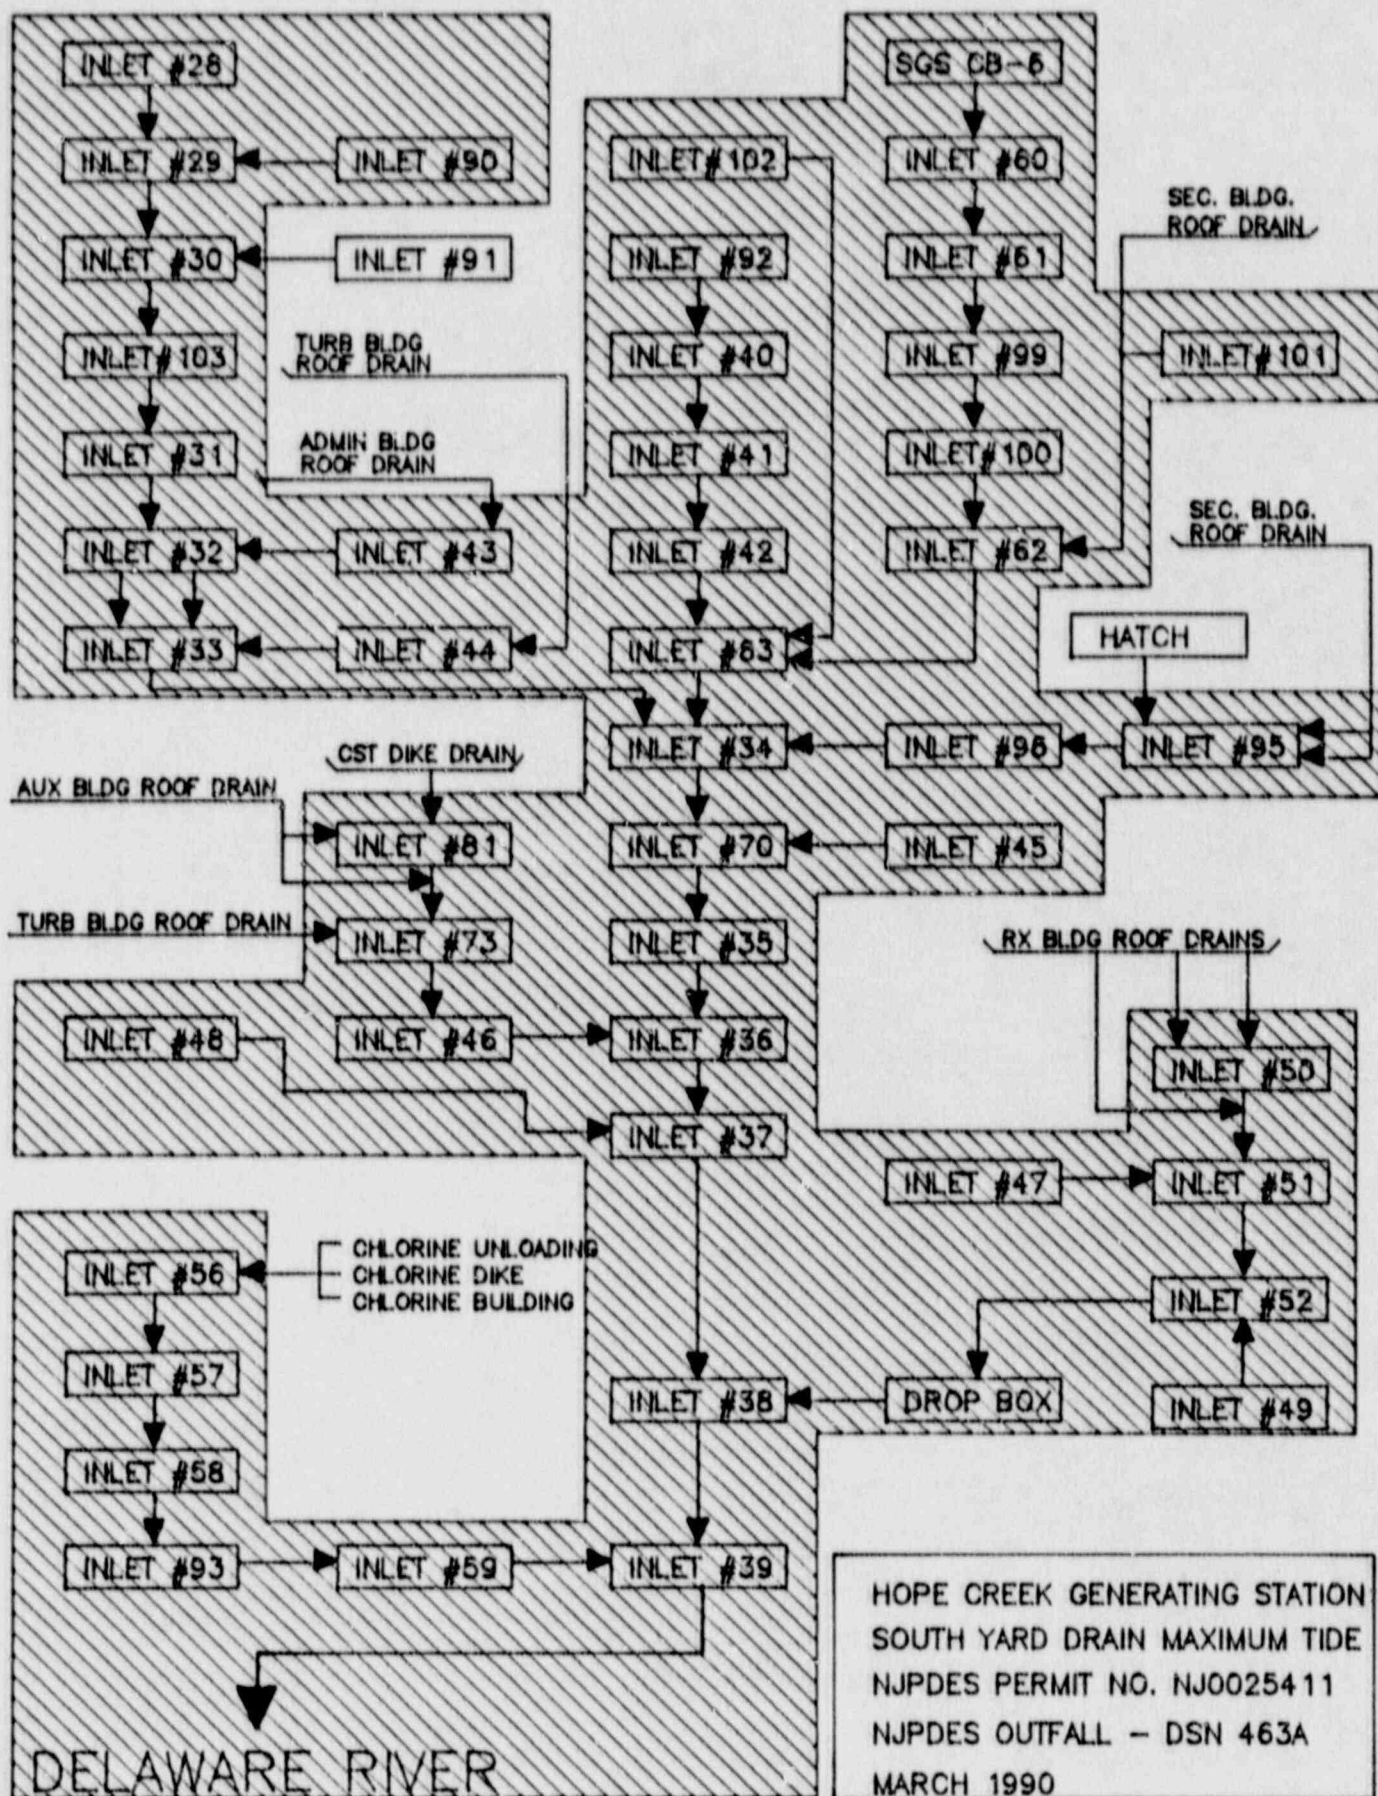 INLET #28
SGS CB-6
INLET #29
INLET #90
INLET#102
INLET #60
SEC. BLDG.
ROOF DRAIN
INLET #30
INLET #91
INLET #92
INLET #61
TURB BLDG
ROOF DRAIN
INLET#103
INLET #40
INLET #99
INLET#101
ADMIN BLDG
ROOF DRAIN
INLET #31
INLET #41
INLET#100
SEC. BLDG.
ROOF DRAIN
INLET #32
INLET #43
INLET #42
INLET #62
INLET #33
INLET #44
INLET #63
HATCH
CST DIKE DRAIN
INLET #34
INLET #96
INLET #95
AUX BLDG ROOF DRAIN
INLET #81
INLET #70
INLET #45
TURB BLDG ROOF DRAIN
INLET #73
INLET #35
RX BLDG ROOF DRAINS
INLET #48
INLET #46
INLET #36
INLET #50
INLET #37
INLET #47
INLET #51
CHLORINE UNLOADING
INLET #56
CHLORINE DIKE
CHLORINE BUILDING
INLET #52
INLET #57
INLET #38
DROP BOX
INLET #49
INLET #58
INLET #93
INLET #59
INLET #39
DELAWARE RIVER
HOPE CREEK GENERATING STATION
SOUTH YARD DRAIN MAXIMUM TIDE
NJPDES PERMIT NO. NJ0025411
NJPDES OUTFALL - DSN 463A
MARCH 1990